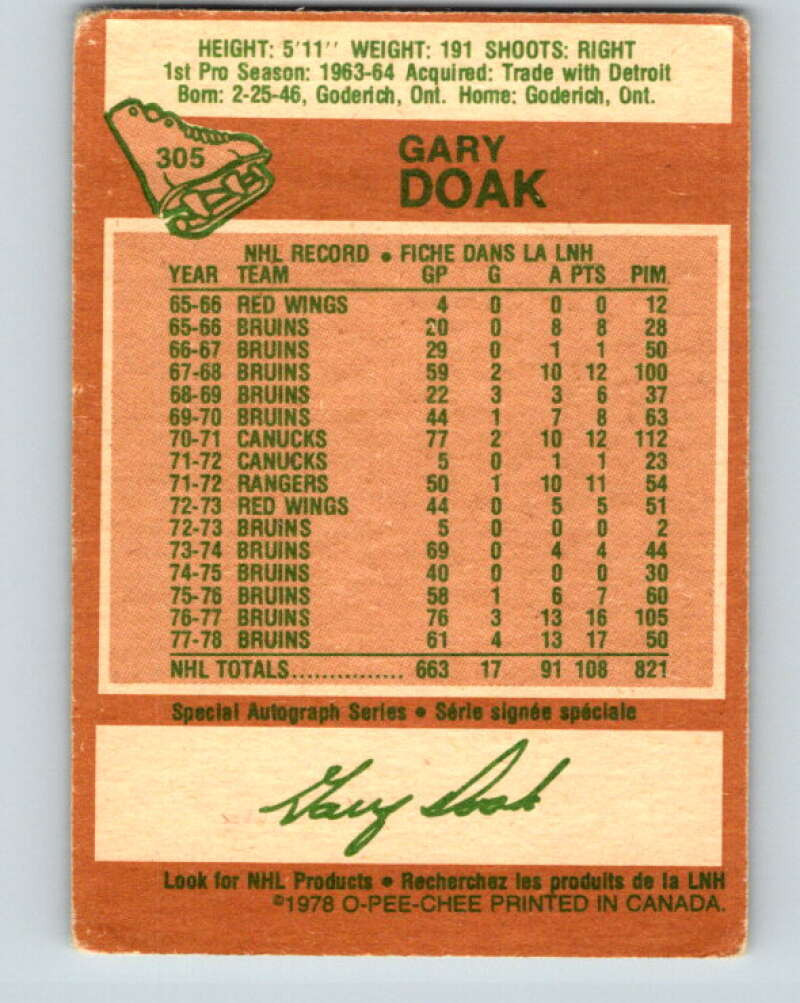 HEIGHT: 5'11'' WEIGHT: 191 SHOOTS: RIGHT
1st Pro Season: 1963-64 Acquired: Trade with Detroit
Born: 2-25-46, Goderich, Ont. Home: Goderich, Ont.
305
GARY
DOAK
NHL RECORD • FICHE DANS LA LNH
YEAR TEAM GP G A PTS PIM
65-66 RED WINGS 4 0 0 0 12
65-66 BRUINS 20 0 8 8 28
66-67 BRUINS 29 0 1 1 50
67-68 BRUINS 59 2 10 12 100
68-69 BRUINS 22 3 3 6 37
69-70 BRUINS 44 1 7 8 63
70-71 CANUCKS 77 2 10 12 112
71-72 CANUCKS 5 0 1 1 23
71-72 RANGERS 50 1 10 11 54
72-73 RED WINGS 44 0 5 5 51
72-73 BRUINS 5 0 0 0 2
73-74 BRUINS 69 0 4 4 44
74-75 BRUINS 40 0 0 0 30
75-76 BRUINS 58 1 6 7 60
76-77 BRUINS 76 3 13 16 105
77-78 BRUINS 61 4 13 17 50
NHL TOTALS................ 663 17 91 108 821
Special Autograph Series • Série signée spéciale
Gary Doak
Look for NHL Products • Recherchez les produits de la LNH
©1978 O-PEE-CHEE PRINTED IN CANADA.